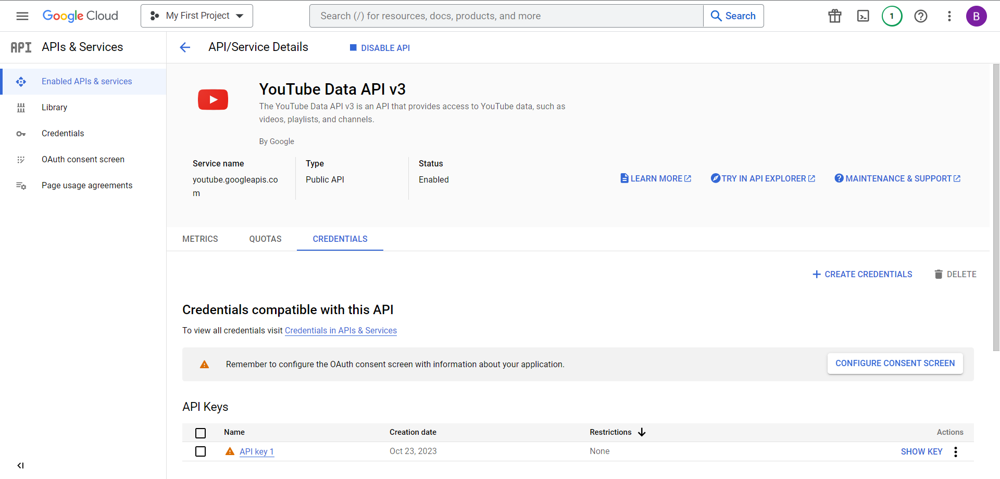 Google Cloud
My First Project
Search (/) for resources, docs, products, and more
Search
1
B
API
APIs & Services
API/Service Details
DISABLE API
Enabled APIs & services
Library
Credentials
OAuth consent screen
Page usage agreements
YouTube Data API v3
The YouTube Data API v3 is an API that provides access to YouTube data, such as
videos, playlists, and channels.
By Google
Service name
youtube.googleapis.co
m
Type
Public API
Status
Enabled
LEARN MORE
TRY IN API EXPLORER
MAINTENANCE & SUPPORT
METRICS
QUOTAS
CREDENTIALS
CREATE CREDENTIALS
DELETE
Credentials compatible with this API
To view all credentials visit Credentials in APIs & Services
Remember to configure the OAuth consent screen with information about your application.
CONFIGURE CONSENT SCREEN
API Keys
Name Creation date Restrictions Actions
API key 1 Oct 23, 2023 None SHOW KEY